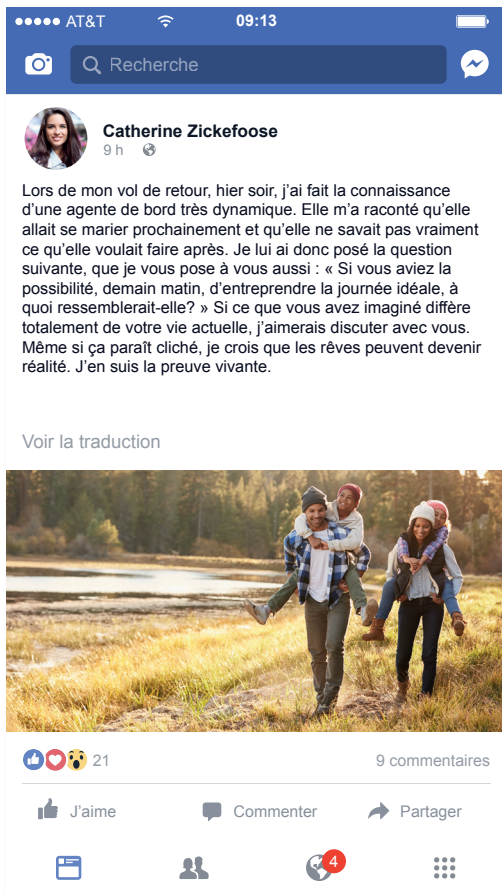 AT&T 09:13
Recherche
Catherine Zickefoose
9 h
Lors de mon vol de retour, hier soir, j’ai fait la connaissance
d’une agente de bord très dynamique. Elle m’a raconté qu’elle
allait se marier prochainement et qu’elle ne savait pas vraiment
ce qu’elle voulait faire après. Je lui ai donc posé la question
suivante, que je vous pose à vous aussi : « Si vous aviez la
possibilité, demain matin, d’entreprendre la journée idéale, à
quoi ressemblerait-elle? » Si ce que vous avez imaginé diffère
totalement de votre vie actuelle, j’aimerais discuter avec vous.
Même si ça paraît cliché, je crois que les rêves peuvent devenir
réalité. J’en suis la preuve vivante.
Voir la traduction
21 9 commentaires
J’aime Commenter Partager
4